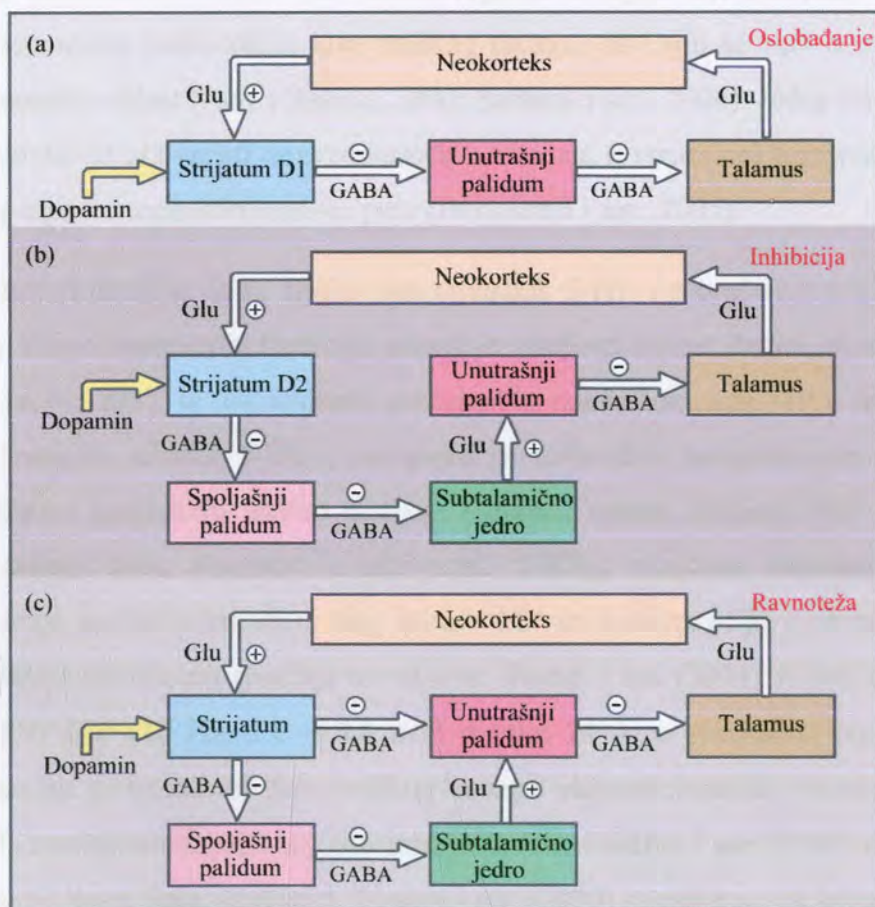 (a)
Oslobađanje
Neokorteks
Glu
+
Glu
Strijatum D1
-
GABA
Unutrašnji
palidum
-
GABA
Talamus
Dopamin
(b)
Inhibicija
Neokorteks
Glu
+
Glu
Strijatum D2
Unutrašnji
palidum
-
GABA
Talamus
Dopamin
GABA
-
Glu
+
Spoljašnji
palidum
-
GABA
Subtalamično
jedro
(c)
Ravnoteža
Neokorteks
Glu
+
Glu
Strijatum
-
GABA
Unutrašnji
palidum
-
GABA
Talamus
Dopamin
GABA
-
Glu
+
Spoljašnji
palidum
-
GABA
Subtalamično
jedro